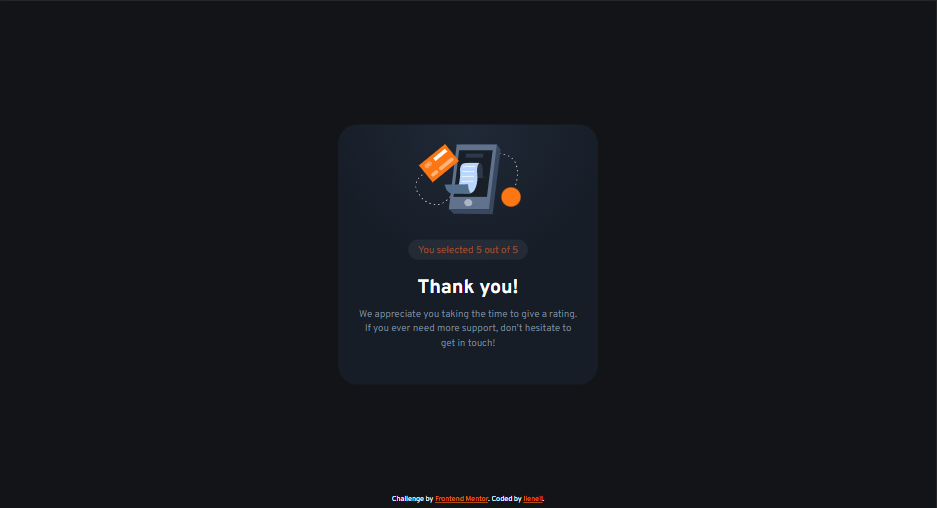 You selected 5 out of 5
Thank you!
We appreciate you taking the time to give a rating.
If you ever need more support, don't hesitate to
get in touch!
Challenge by Frontend Mentor. Coded by